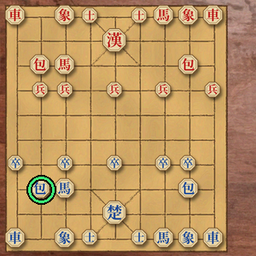 車 象 士 士 馬 象 車
漢
包 馬 包
兵 兵 兵 兵 兵
卒 卒 卒 卒 卒
包 馬 包
楚
車 象 士 士 馬 象 車